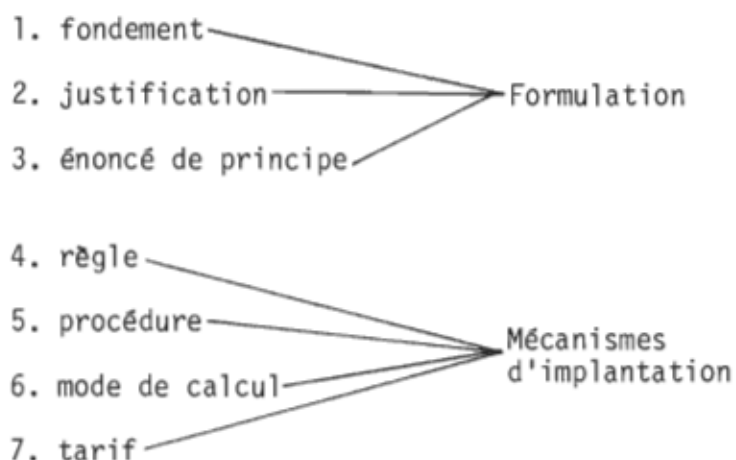 1. fondement
2. justification
Formulation
3. énoncé de principe
4. règle
5. procédure
Mécanismes
d'implantation
6. mode de calcul
7. tarif